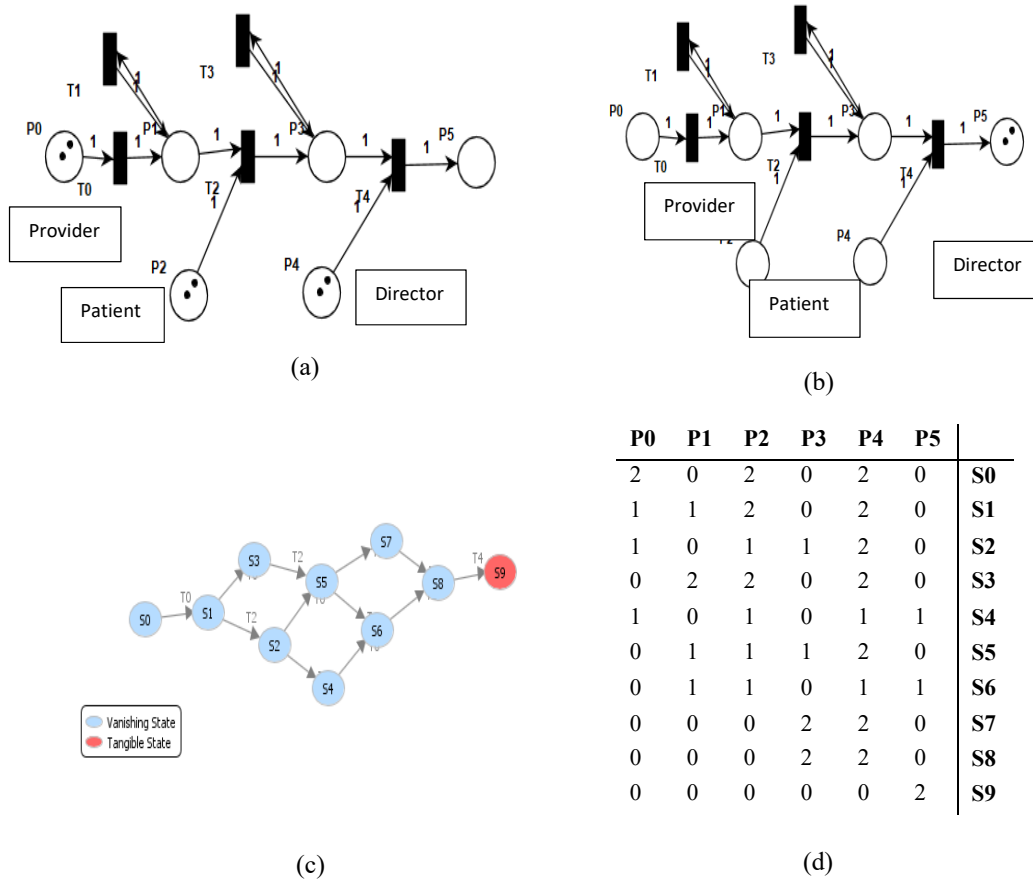 T3
T1
P0
1
1
P1
1
1
P3
1
1
P5
1
1
1
T0
T2
1
T4
1
Provider
P2
P4
Patient
Director
(a)
T3
T1
P0
1
1
P1
1
1
P3
1
1
P5
1
1
1
T0
T2
1
T4
1
Provider
P4
Director
Patient
(b)
S0
T0
S1
S3
T2
T2
S2
S5
S4
S7
S6
S8
T4
S9
Vanishing State
Tangible State
(c)
P0 P1 P2 P3 P4 P5
2 0 2 0 2 0 S0
1 1 2 0 2 0 S1
1 0 1 1 2 0 S2
0 2 2 0 2 0 S3
1 0 1 0 1 1 S4
0 1 1 1 2 0 S5
0 1 1 0 1 1 S6
0 0 0 2 2 0 S7
0 0 0 2 2 0 S8
0 0 0 0 0 2 S9
(d)